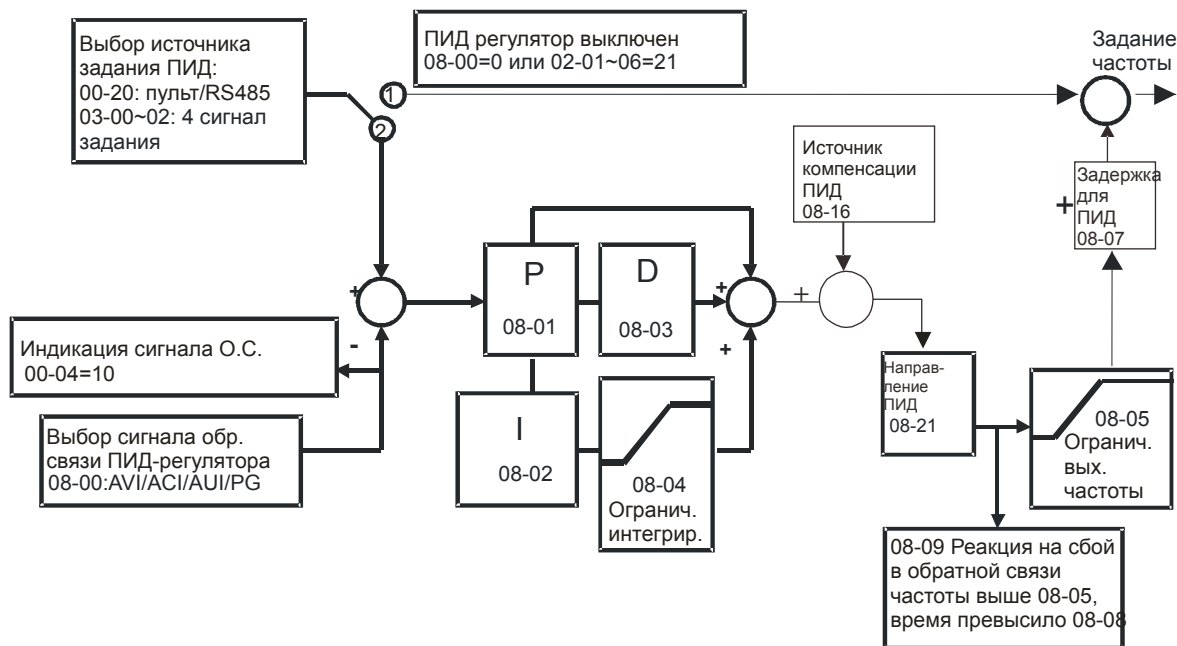 Выбор источника
задания ПИД:
00-20: пульт/RS485
03-00~02: 4 сигнал
задания
ПИД регулятор выключен
08-00=0 или 02-01~06=21
Задание
частоты
1
2
Источник
компенсации
ПИД
08-16
Задержка
для
ПИД
08-07
+
P
08-01
D
08-03
+
+
+
+
-
Индикация сигнала О.С.
00-04=10
Выбор сигнала обр.
связи ПИД-регулятора
08-00:AVI/ACI/AUI/PG
I
08-02
08-04
Огранич.
интегрир.
Направ-
ление
ПИД
08-21
08-05
Огранич.
вых.
частоты
08-09 Реакция на сбой
в обратной связи
частоты выше 08-05,
время превысило 08-08